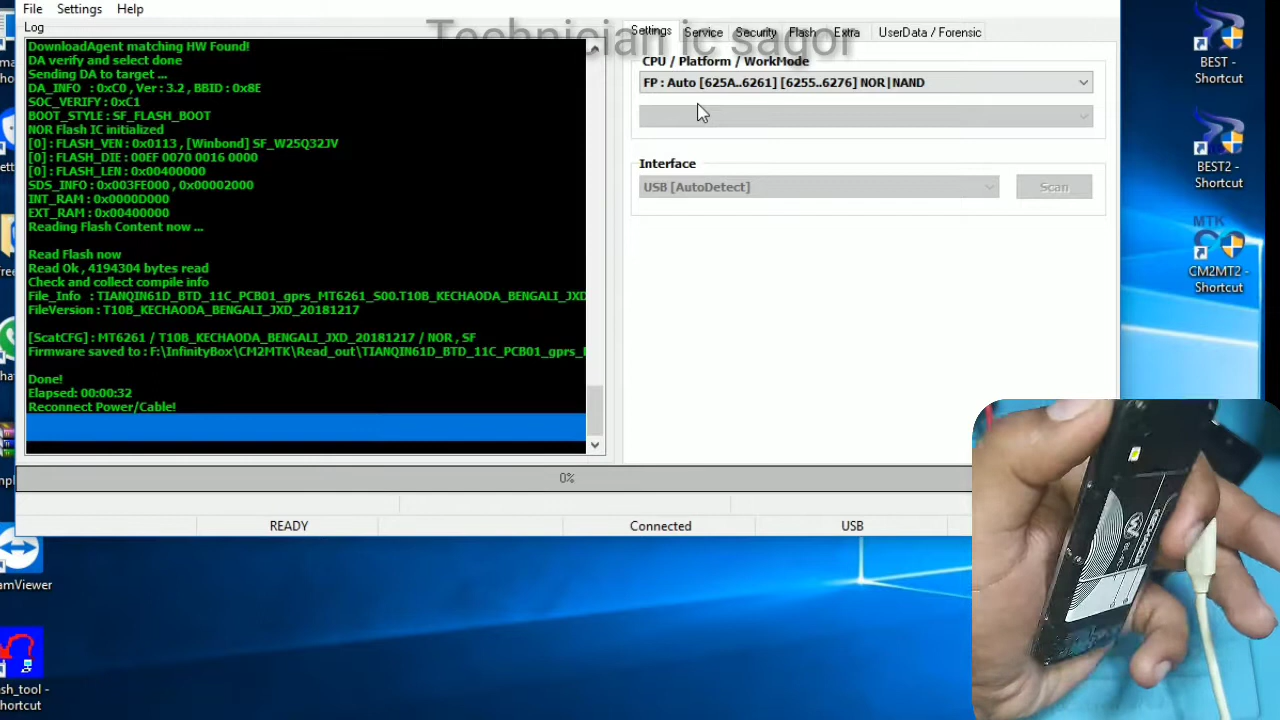 File Settings Help
Technician ic sagor
Log
DownloadAgent matching HW Found!
DA verify and select done
Sending DA to target ...
DA_INFO : 0xC0 , Ver : 3.2 , BBID : 0x8E
SOC_VERIFY : 0xC1
BOOT_STYLE : SF_FLASH_BOOT
NOR Flash IC initialized
[0] : FLASH_VEN : 0x0113 , [Winbond] SF_W25Q32JV
[0] : FLASH_DIE : 00EF 0070 0016 0000
[0] : FLASH_LEN : 0x00400000
SDS_INFO : 0x003FE000 , 0x00002000
INT_RAM : 0x0000D000
EXT_RAM : 0x00400000
Reading Flash Content now ...
Read Flash now
Read Ok , 4194304 bytes read
Check and collect compile info
File_Info : TIANQIN61D_BTD_11C_PCB01_gprs_MT6261_S00.T10B_KECHAODA_BENGALI_JXD
FileVersion : T10B_KECHAODA_BENGALI_JXD_20181217
[ScatCFG] : MT6261 / T10B_KECHAODA_BENGALI_JXD_20181217 / NOR , SF
Firmware saved to : F:\InfinityBox\CM2MTK\Read_out\TIANQIN61D_BTD_11C_PCB01_gprs_
Done!
Elapsed: 00:00:32
Reconnect Power/Cable!
Settings Service Security Flash Extra UserData / Forensic
CPU / Platform / WorkMode
FP : Auto [625A..6261] [6255..6276] NOR|NAND
Interface
USB [AutoDetect] Scan
0%
READY Connected USB
BEST -
Shortcut
BEST2 -
Shortcut
MTK
CM2MT2 -
Shortcut
amViewer
sh_tool -
hortcut